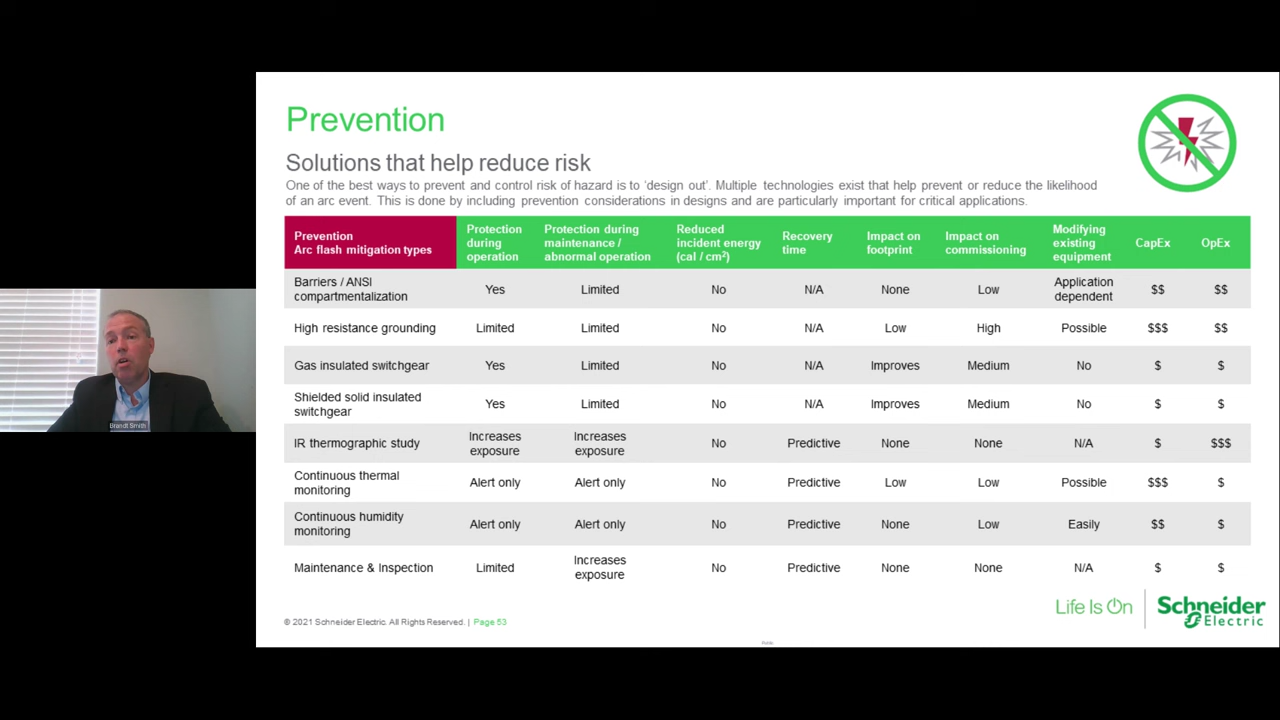 Prevention
Solutions that help reduce risk
One of the best ways to prevent and control risk of hazard is to ‘design out’. Multiple technologies exist that help prevent or reduce the likelihood
of an arc event. This is done by including prevention considerations in designs and are particularly important for critical applications.
Prevention
Arc flash mitigation types
Protection
during
operation
Protection during
maintenance /
abnormal operation
Reduced
incident energy
(cal / cm²)
Recovery
time
Impact on
footprint
Impact on
commissioning
Modifying
existing
equipment
CapEx
OpEx
Barriers / ANSI
compartmentalization
Yes
Limited
No
N/A
None
Low
Application
dependent
$$
$$
High resistance grounding
Limited
Limited
No
N/A
Low
High
Possible
$$$
$$
Gas insulated switchgear
Yes
Limited
No
N/A
Improves
Medium
No
$
$
Shielded solid insulated
switchgear
Yes
Limited
No
N/A
Improves
Medium
No
$
$
IR thermographic study
Increases
exposure
Increases
exposure
No
Predictive
None
None
N/A
$
$$$
Continuous thermal
monitoring
Alert only
Alert only
No
Predictive
Low
Low
Possible
$$$
$
Continuous humidity
monitoring
Alert only
Alert only
No
Predictive
None
Low
Easily
$$
$
Maintenance & Inspection
Limited
Increases
exposure
No
Predictive
None
None
N/A
$
$
Brandt Smith
© 2021 Schneider Electric. All Rights Reserved. | Page 53
Life Is On
Schneider
Electric